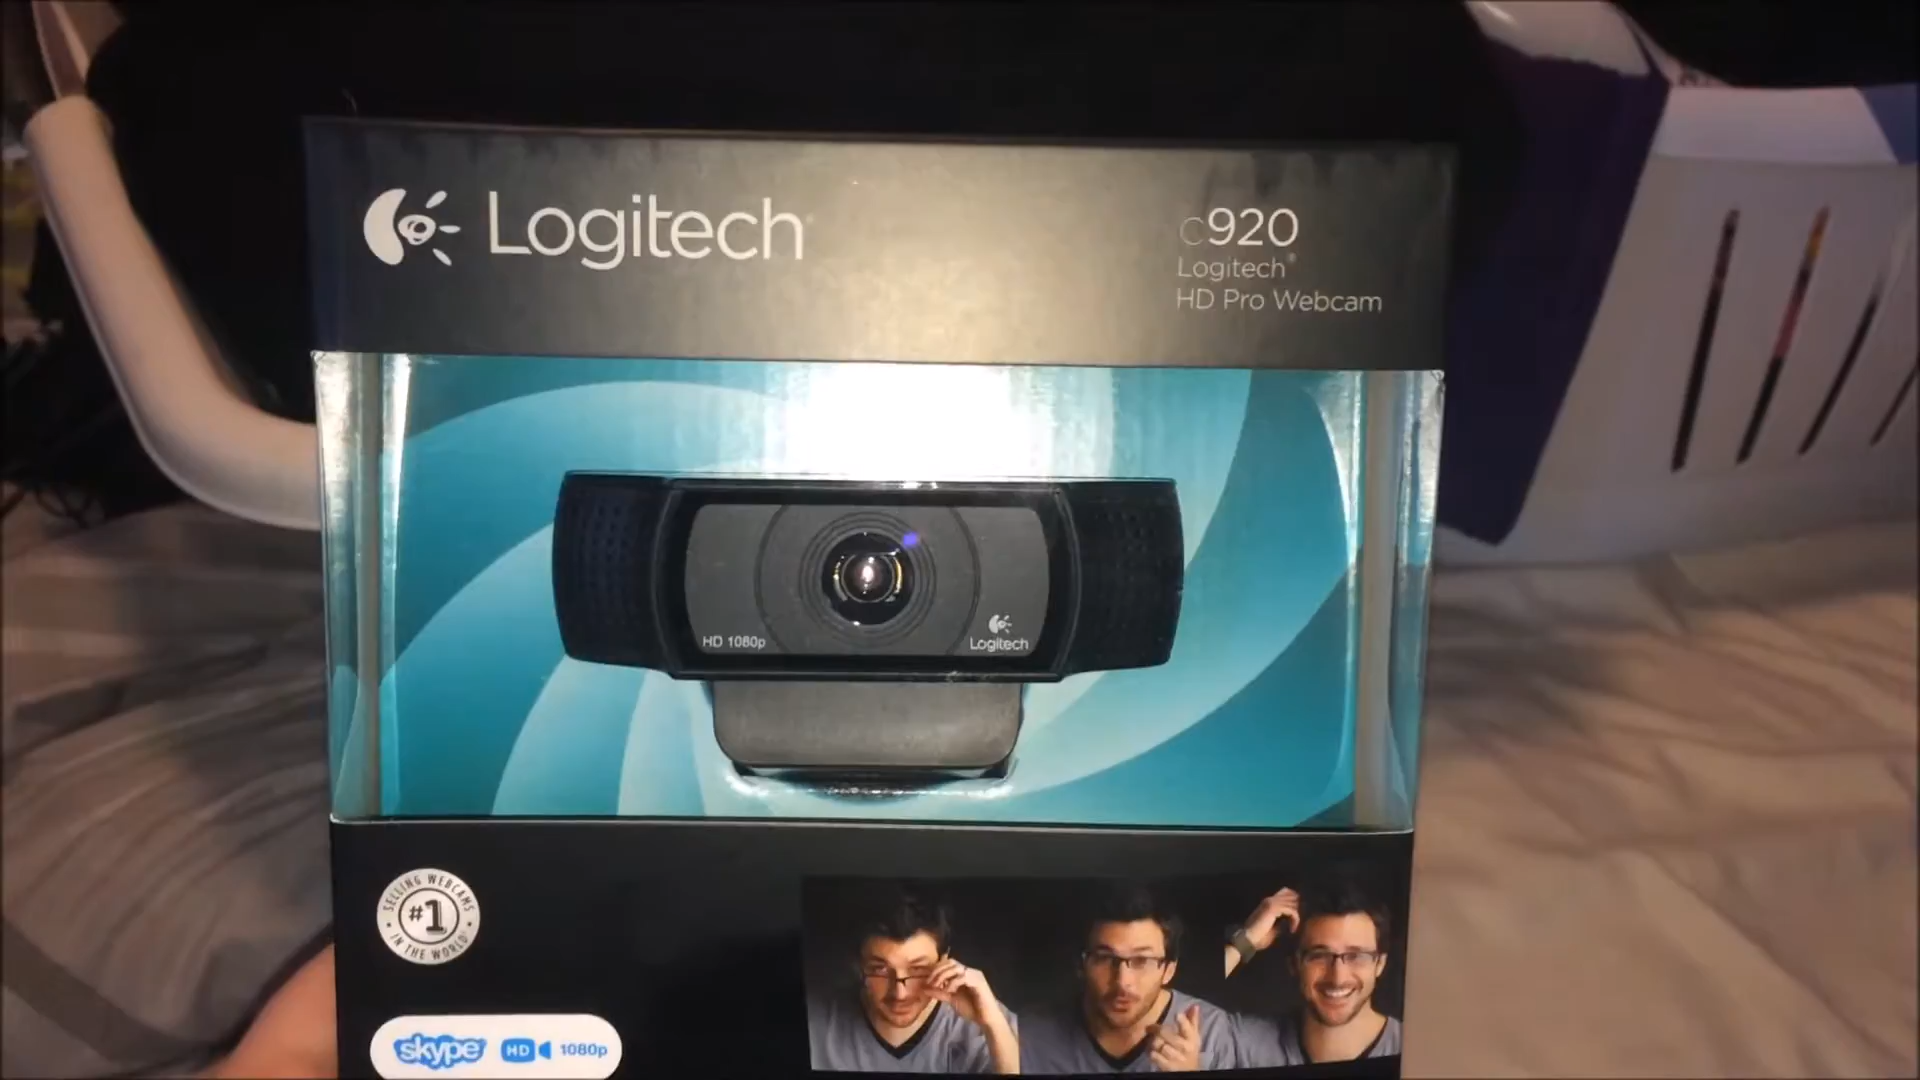 Logitech
c920
Logitech®
HD Pro Webcam
HD 1080p
Logitech
SELLING WEBCAMS
#1
IN THE WORLD
skype HD 1080p